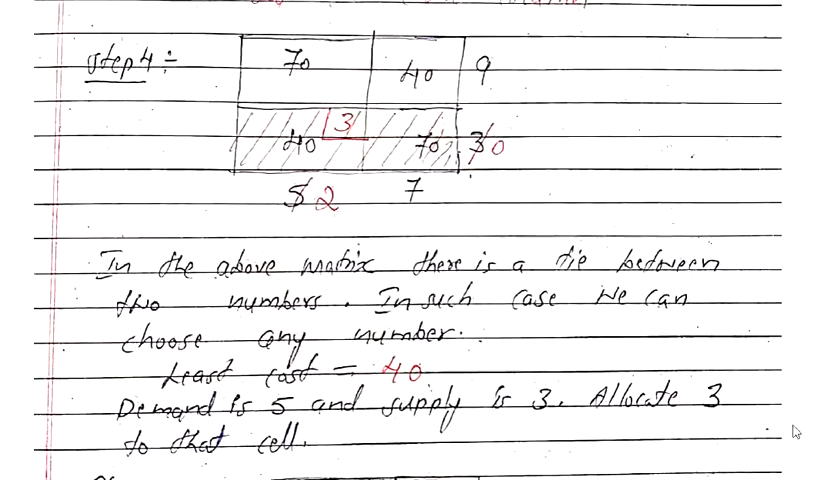 Step 4 :-
70 40 9
40 3 70 3 0
5 2 7
In the above matrix there is a tie between
two numbers. In such case we can
choose any number.
Least cost = 40
Demand is 5 and supply is 3. Allocate 3
to that cell.